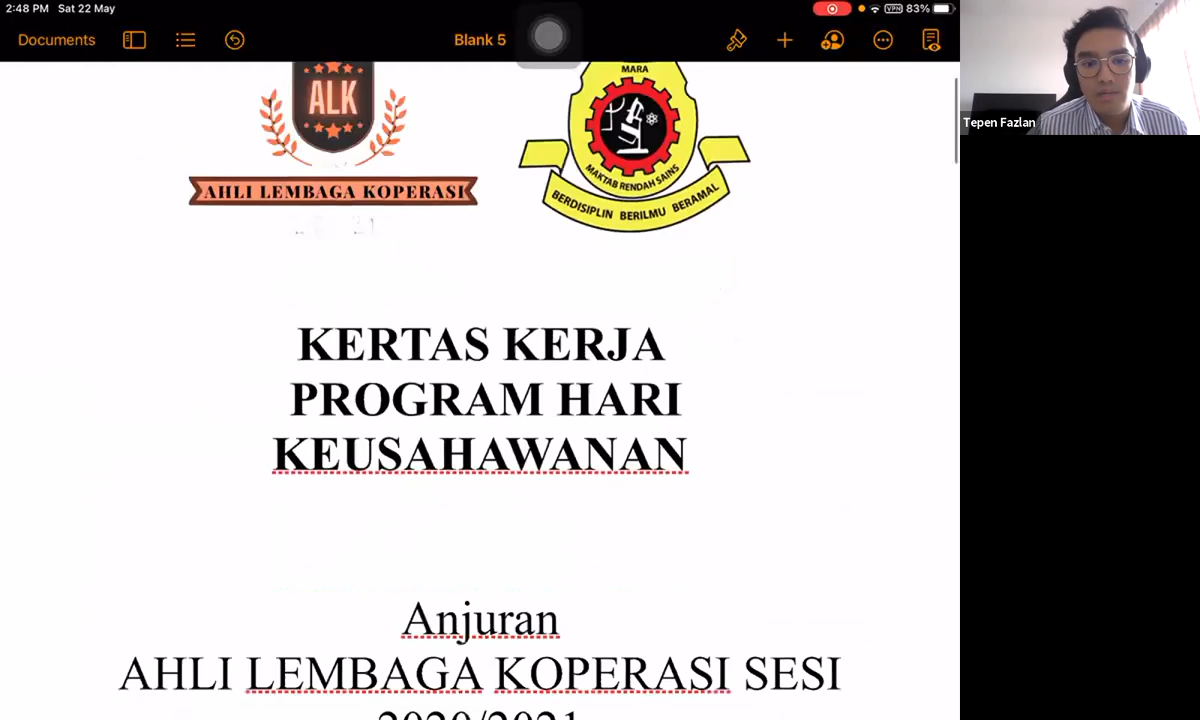 2:48 PM Sat 22 May
VPN 83%
Documents
Blank 5
Tepen Fazlan
ALK
AHLI LEMBAGA KOPERASI
MARA
MAKTAB RENDAH SAINS
BERDISIPLIN BERILMU BERAMAL
KERTAS KERJA
PROGRAM HARI
KEUSAHAWANAN
Anjuran
AHLI LEMBAGA KOPERASI SESI
2020/2021